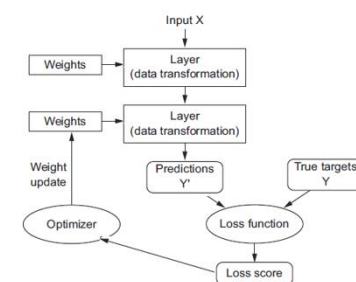 Input X
Weights
Layer
(data transformation)
Weights
Layer
(data transformation)
Weight
update
Predictions
Y'
True targets
Y
Optimizer
Loss function
Loss score